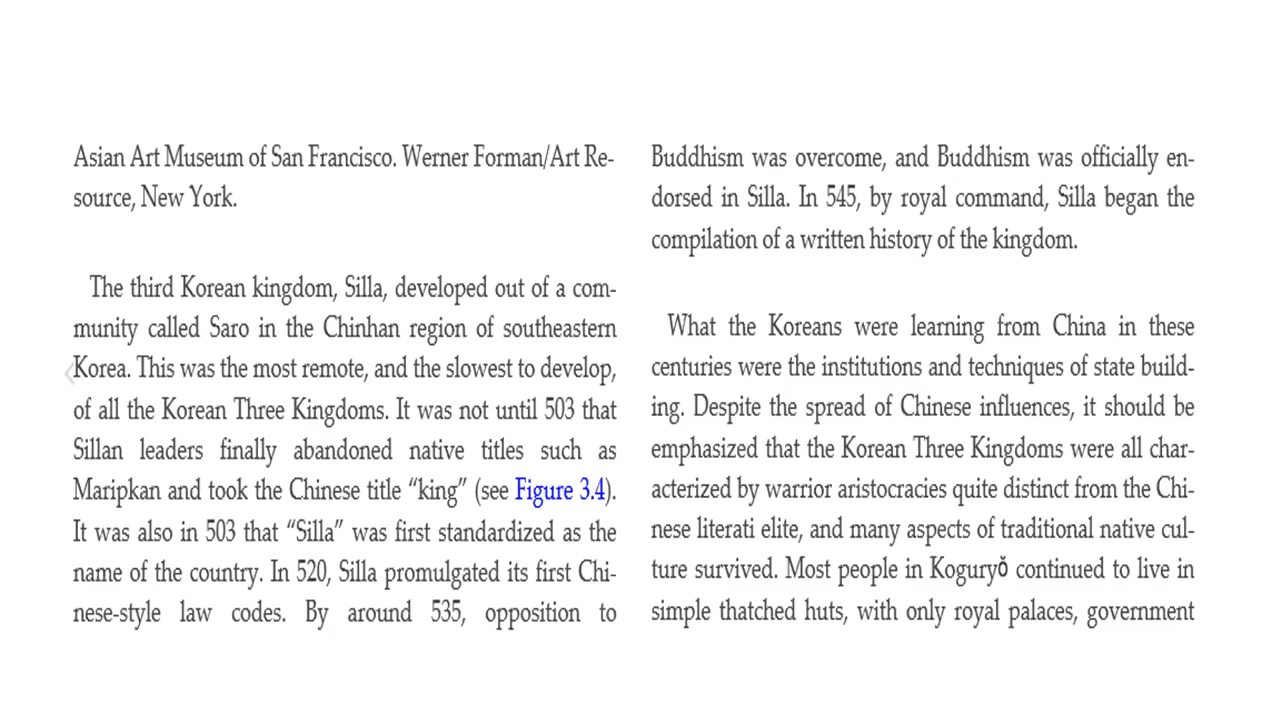 Asian Art Museum of San Francisco. Werner Forman/Art Re-
source, New York.
The third Korean kingdom, Silla, developed out of a com-
munity called Saro in the Chinhan region of southeastern
Korea. This was the most remote, and the slowest to develop,
of all the Korean Three Kingdoms. It was not until 503 that
Sillan leaders finally abandoned native titles such as
Maripkan and took the Chinese title “king” (see Figure 3.4).
It was also in 503 that “Silla” was first standardized as the
name of the country. In 520, Silla promulgated its first Chi-
nese-style law codes. By around 535, opposition to
Buddhism was overcome, and Buddhism was officially en-
dorsed in Silla. In 545, by royal command, Silla began the
compilation of a written history of the kingdom.
What the Koreans were learning from China in these
centuries were the institutions and techniques of state build-
ing. Despite the spread of Chinese influences, it should be
emphasized that the Korean Three Kingdoms were all char-
acterized by warrior aristocracies quite distinct from the Chi-
nese literati elite, and many aspects of traditional native cul-
ture survived. Most people in Koguryŏ continued to live in
simple thatched huts, with only royal palaces, government